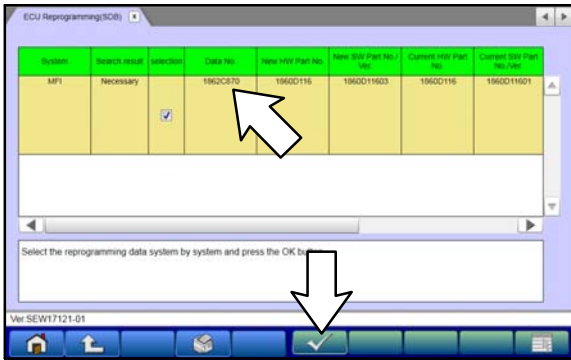 ECU Reprogramming(SDB) x
System Search result selection Data No. New HW Part No. New SW Part No./Ver. Current HW Part No. Current SW Part No./Ver.
MFI Necessary 1862C870 1860D116 1860D11603 1860D116 1860D11601
Select the reprogramming data system by system and press the OK
Ver.SEW17121-01